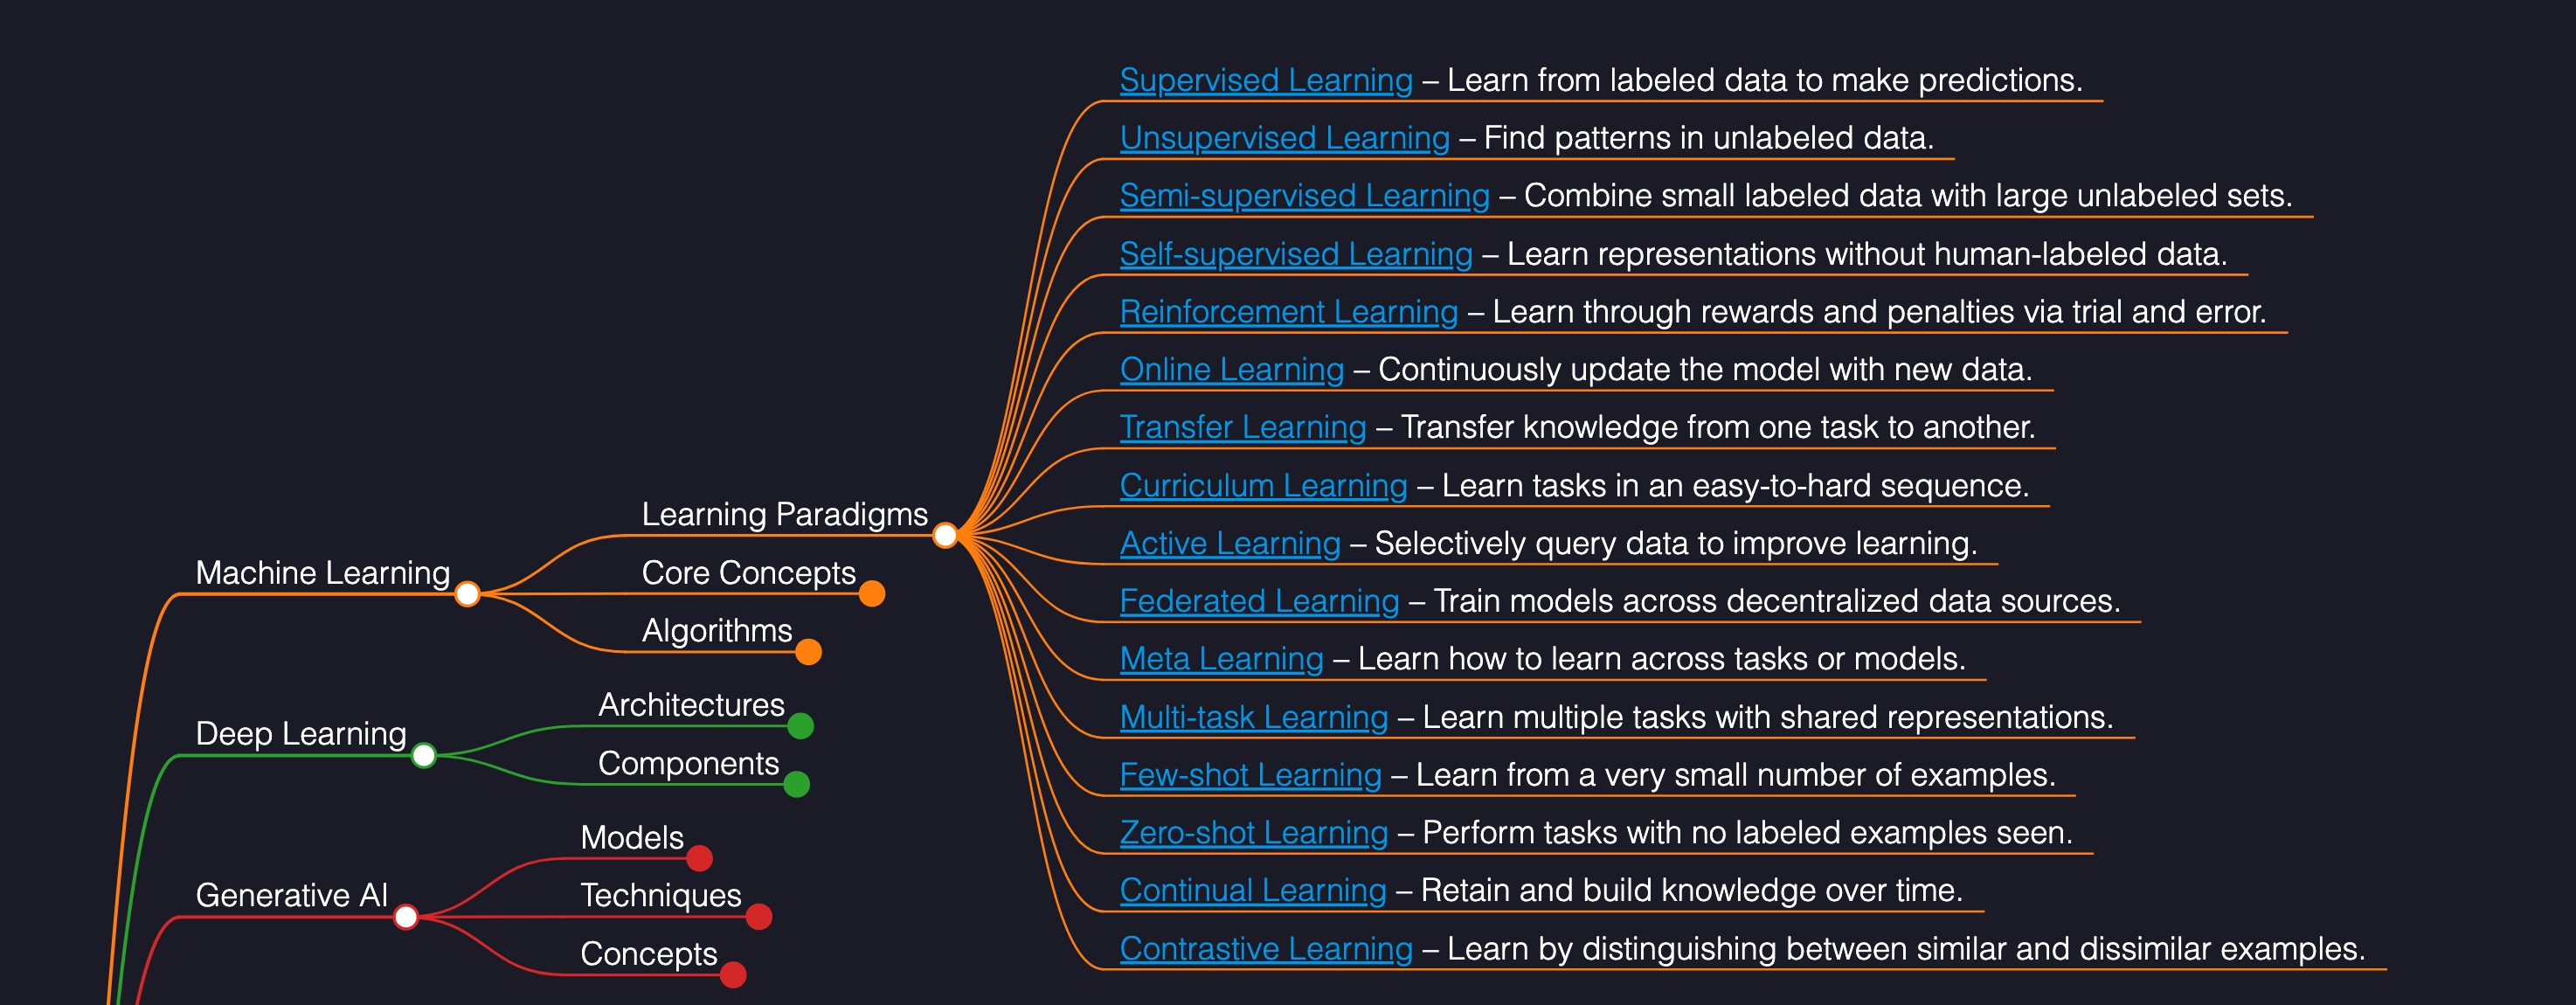 Supervised Learning – Learn from labeled data to make predictions.
Unsupervised Learning – Find patterns in unlabeled data.
Semi-supervised Learning – Combine small labeled data with large unlabeled sets.
Self-supervised Learning – Learn representations without human-labeled data.
Reinforcement Learning – Learn through rewards and penalties via trial and error.
Online Learning – Continuously update the model with new data.
Transfer Learning – Transfer knowledge from one task to another.
Curriculum Learning – Learn tasks in an easy-to-hard sequence.
Active Learning – Selectively query data to improve learning.
Federated Learning – Train models across decentralized data sources.
Meta Learning – Learn how to learn across tasks or models.
Multi-task Learning – Learn multiple tasks with shared representations.
Few-shot Learning – Learn from a very small number of examples.
Zero-shot Learning – Perform tasks with no labeled examples seen.
Continual Learning – Retain and build knowledge over time.
Contrastive Learning – Learn by distinguishing between similar and dissimilar examples.
Learning Paradigms
Machine Learning
Core Concepts
Algorithms
Architectures
Deep Learning
Components
Models
Generative AI
Techniques
Concepts